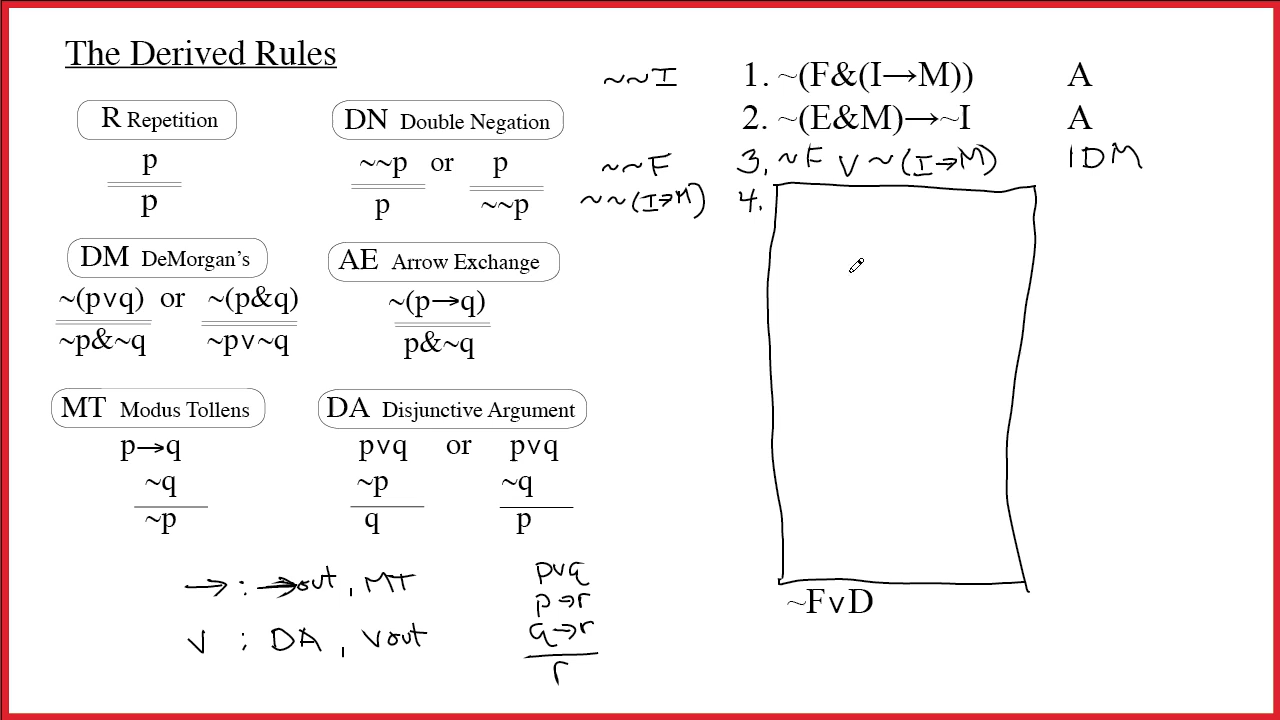 The Derived Rules
R Repetition
p
p
DN Double Negation
~~p or p
p ~~p
DM DeMorgan's
~(p∨q) or ~(p&q)
~p&~q ~p∨~q
AE Arrow Exchange
~(p→q)
p&~q
MT Modus Tollens
p→q
~q
~p
DA Disjunctive Argument
p∨q or p∨q
~p ~q
q p
→ : →out, MT
∨ : DA, ∨out
p∨q
p→r
q→r
r
~~I 1. ~(F&(I→M)) A
2. ~(E&M)→~I A
~~F 3. ~F ∨ ~(I→M) 1DM
~~(I→M) 4.
~F∨D